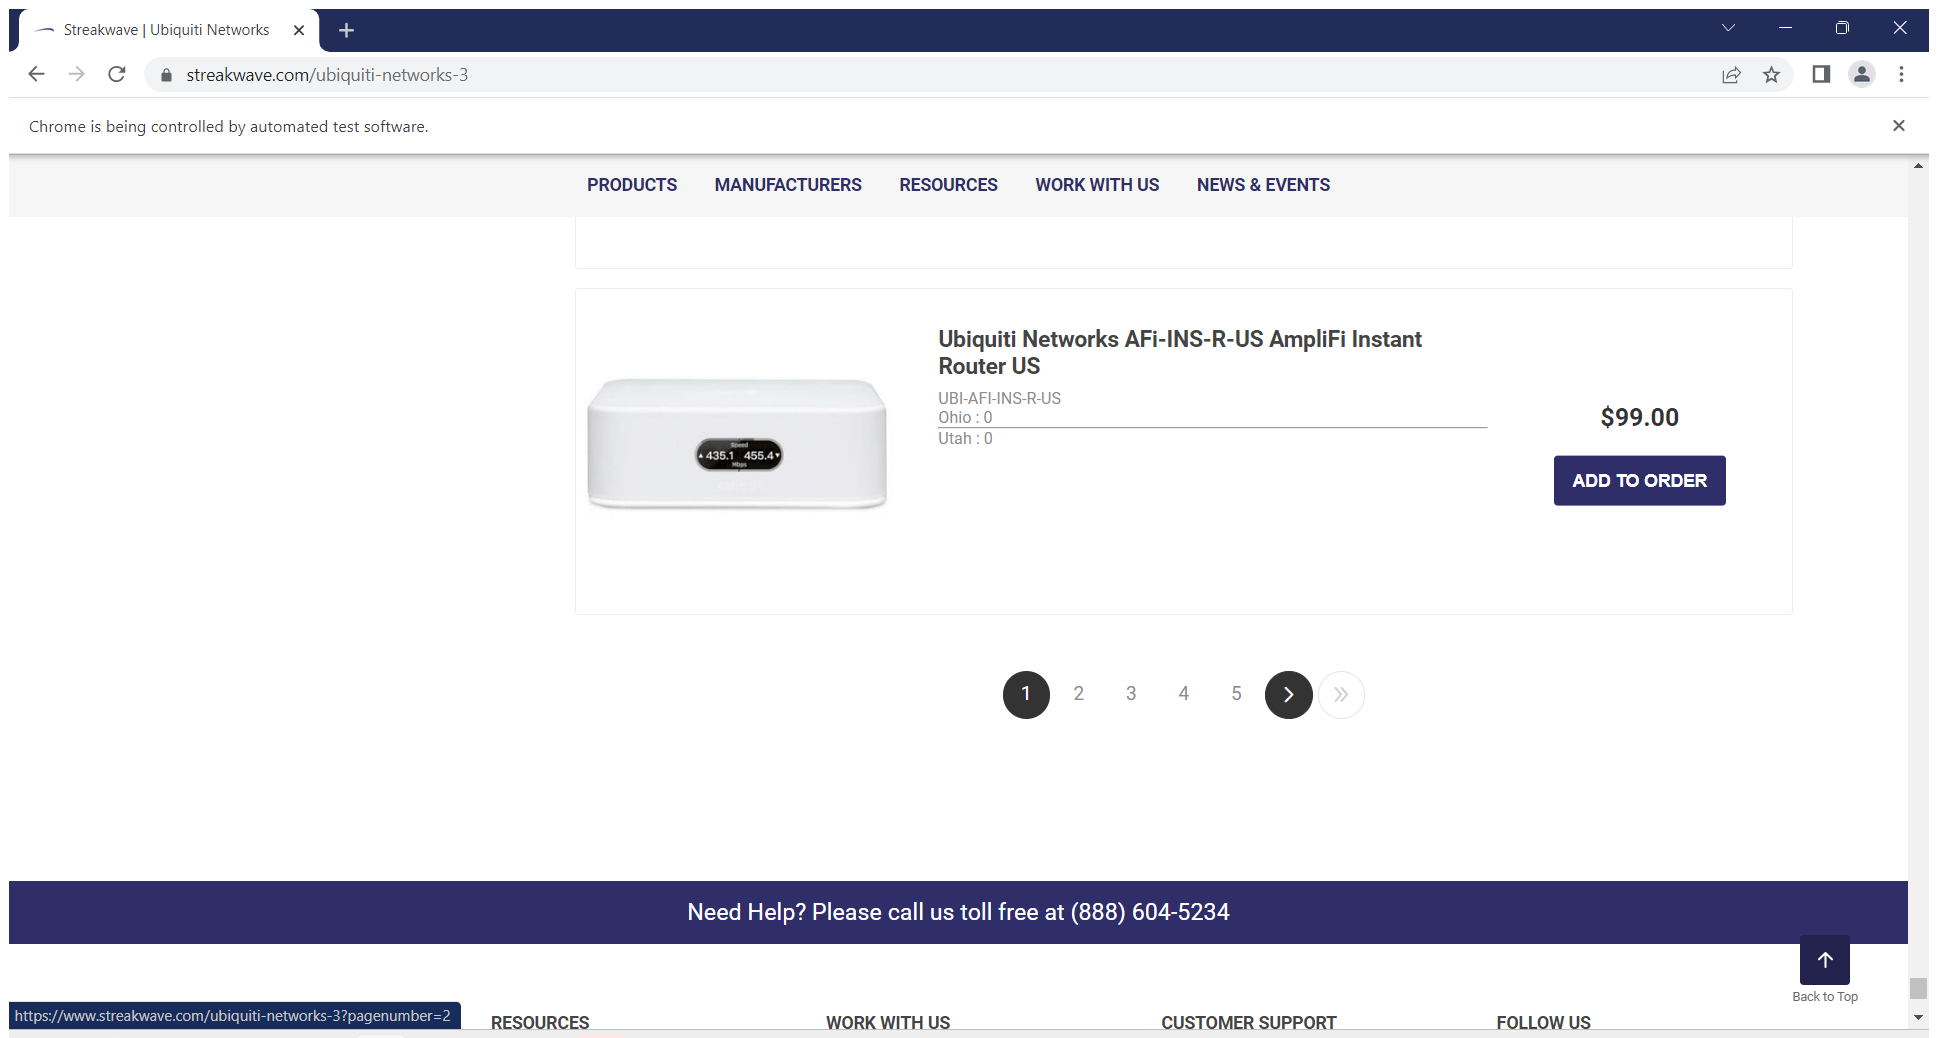 Streakwave | Ubiquiti Networks
streakwave.com/ubiquiti-networks-3
Chrome is being controlled by automated test software.
PRODUCTS MANUFACTURERS RESOURCES WORK WITH US NEWS & EVENTS
Ubiquiti Networks AFi-INS-R-US AmpliFi Instant
Router US
UBI-AFI-INS-R-US
Ohio : 0
Utah : 0
$99.00
ADD TO ORDER
Speed
435.1 455.4
Mbps
1 2 3 4 5
Need Help? Please call us toll free at (888) 604-5234
Back to Top
https://www.streakwave.com/ubiquiti-networks-3?pagenumber=2
RESOURCES WORK WITH US CUSTOMER SUPPORT FOLLOW US